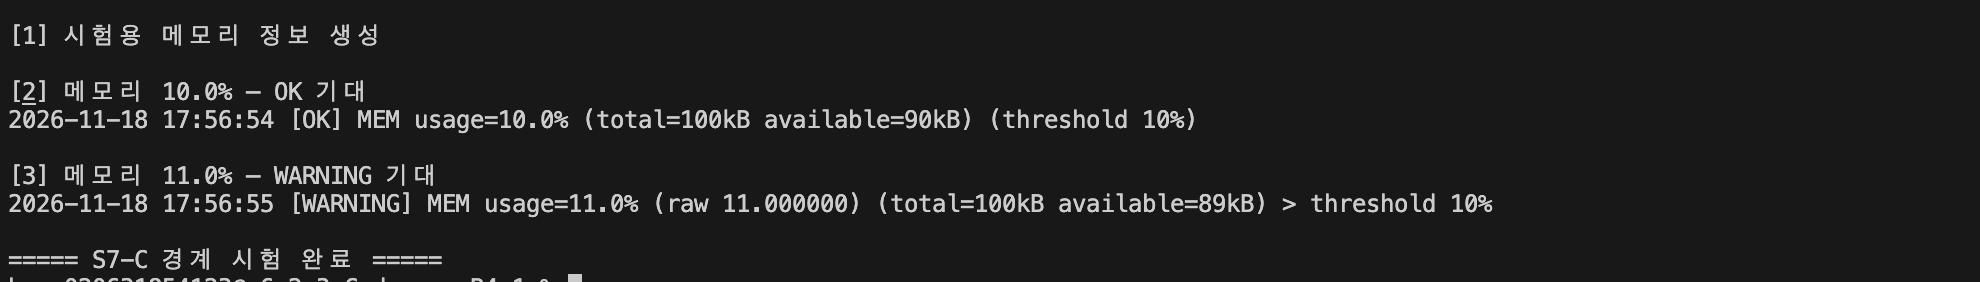 [1] 시험용 메모리 정보 생성
[2] 메모리 10.0% — OK 기대
2026-11-18 17:56:54 [OK] MEM usage=10.0% (total=100kB available=90kB) (threshold 10%)
[3] 메모리 11.0% — WARNING 기대
2026-11-18 17:56:55 [WARNING] MEM usage=11.0% (raw 11.000000) (total=100kB available=89kB) > threshold 10%
===== S7-C 경계 시험 완료 =====